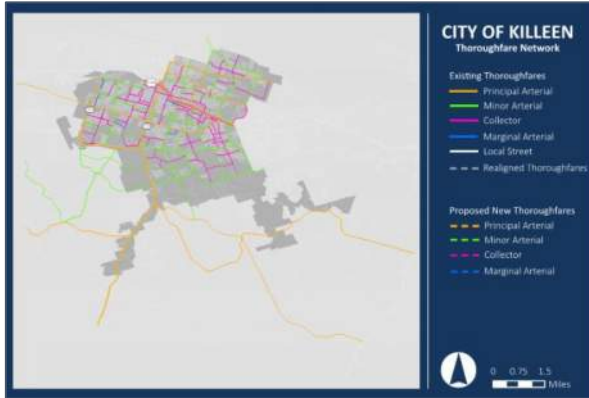 CITY OF KILLEEN
Thoroughfare Network
Existing Thoroughfares
Principal Arterial
Minor Arterial
Collector
Marginal Arterial
Local Street
Realigned Thoroughfares
Proposed New Thoroughfares
Principal Arterial
Minor Arterial
Collector
Marginal Arterial
0 0.75 1.5
Miles